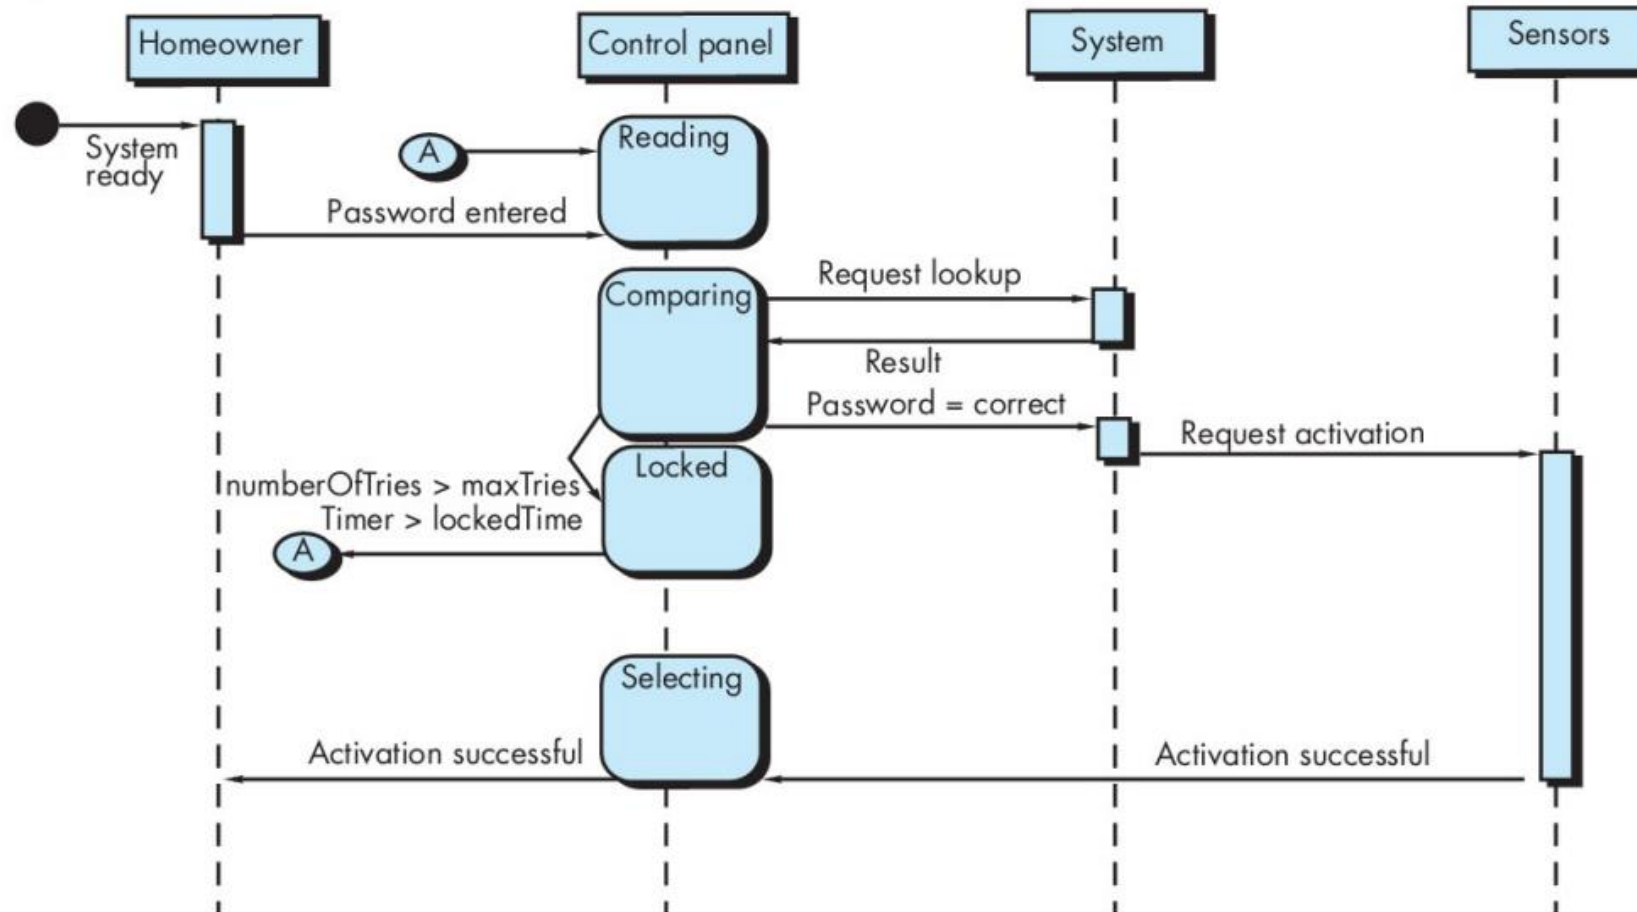 Homeowner
Control panel
System
Sensors
System
ready
A
Reading
Password entered
Request lookup
Comparing
Result
Password = correct
Request activation
Locked
numberOfTries > maxTries
Timer > lockedTime
A
Selecting
Activation successful
Activation successful